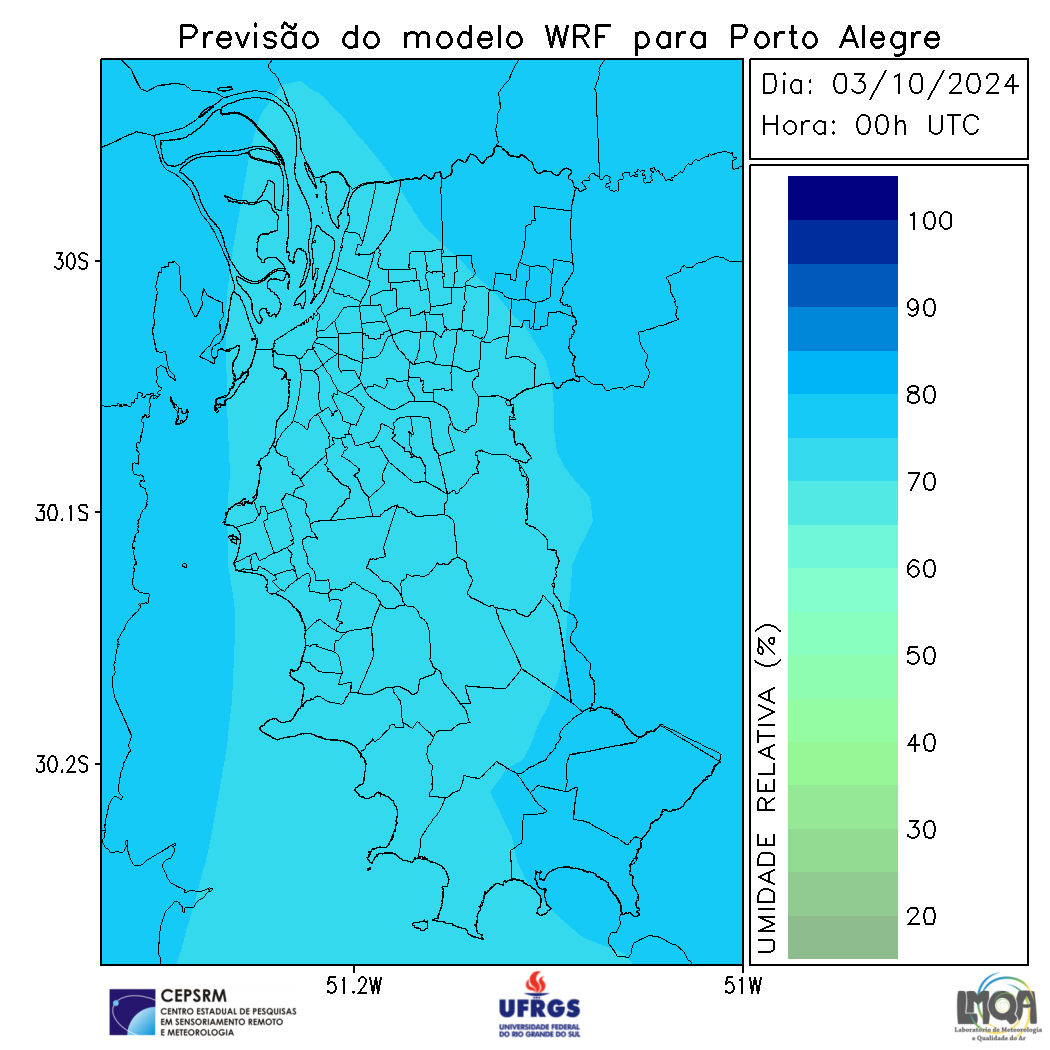 Previsão do modelo WRF para Porto Alegre
Dia: 03/10/2024
Hora: 00h UTC
100
90
80
70
60
50
40
30
20
UMIDADE RELATIVA (%)
30S
30.1S
30.2S
51.2W
51W
CEPSRM
CENTRO ESTADUAL DE PESQUISAS
EM SENSORIAMENTO REMOTO
E METEOROLOGIA
UFRGS
UNIVERSIDADE FEDERAL
DO RIO GRANDE DO SUL
LMQA
Laboratório de Meteorologia
e Qualidade do Ar